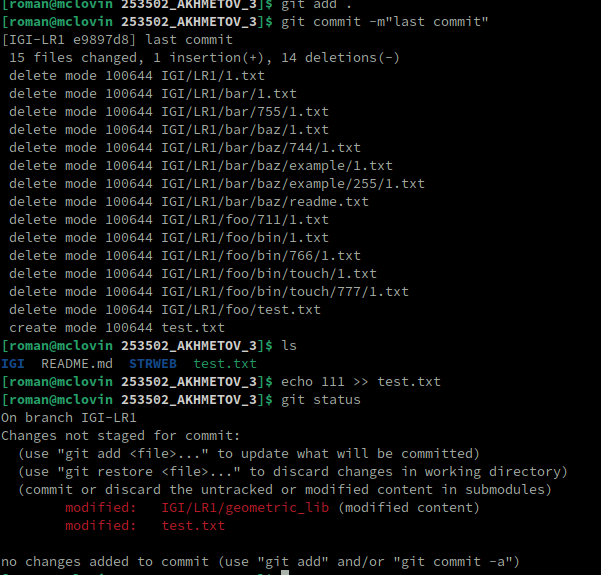 [roman@mclovin 253502_AKHMETOV_3]$ git add .
[roman@mclovin 253502_AKHMETOV_3]$ git commit -m"last commit"
[IGI-LR1 e9897d8] last commit
 15 files changed, 1 insertion(+), 14 deletions(-)
 delete mode 100644 IGI/LR1/1.txt
 delete mode 100644 IGI/LR1/bar/1.txt
 delete mode 100644 IGI/LR1/bar/755/1.txt
 delete mode 100644 IGI/LR1/bar/baz/1.txt
 delete mode 100644 IGI/LR1/bar/baz/744/1.txt
 delete mode 100644 IGI/LR1/bar/baz/example/1.txt
 delete mode 100644 IGI/LR1/bar/baz/example/255/1.txt
 delete mode 100644 IGI/LR1/bar/baz/readme.txt
 delete mode 100644 IGI/LR1/foo/711/1.txt
 delete mode 100644 IGI/LR1/foo/bin/1.txt
 delete mode 100644 IGI/LR1/foo/bin/766/1.txt
 delete mode 100644 IGI/LR1/foo/bin/touch/1.txt
 delete mode 100644 IGI/LR1/foo/bin/touch/777/1.txt
 delete mode 100644 IGI/LR1/foo/test.txt
 create mode 100644 test.txt
[roman@mclovin 253502_AKHMETOV_3]$ ls
IGI  README.md  STRWEB  test.txt
[roman@mclovin 253502_AKHMETOV_3]$ echo 111 >> test.txt
[roman@mclovin 253502_AKHMETOV_3]$ git status
On branch IGI-LR1
Changes not staged for commit:
  (use "git add <file>..." to update what will be committed)
  (use "git restore <file>..." to discard changes in working directory)
  (commit or discard the untracked or modified content in submodules)
        modified:   IGI/LR1/geometric_lib (modified content)
        modified:   test.txt
no changes added to commit (use "git add" and/or "git commit -a")